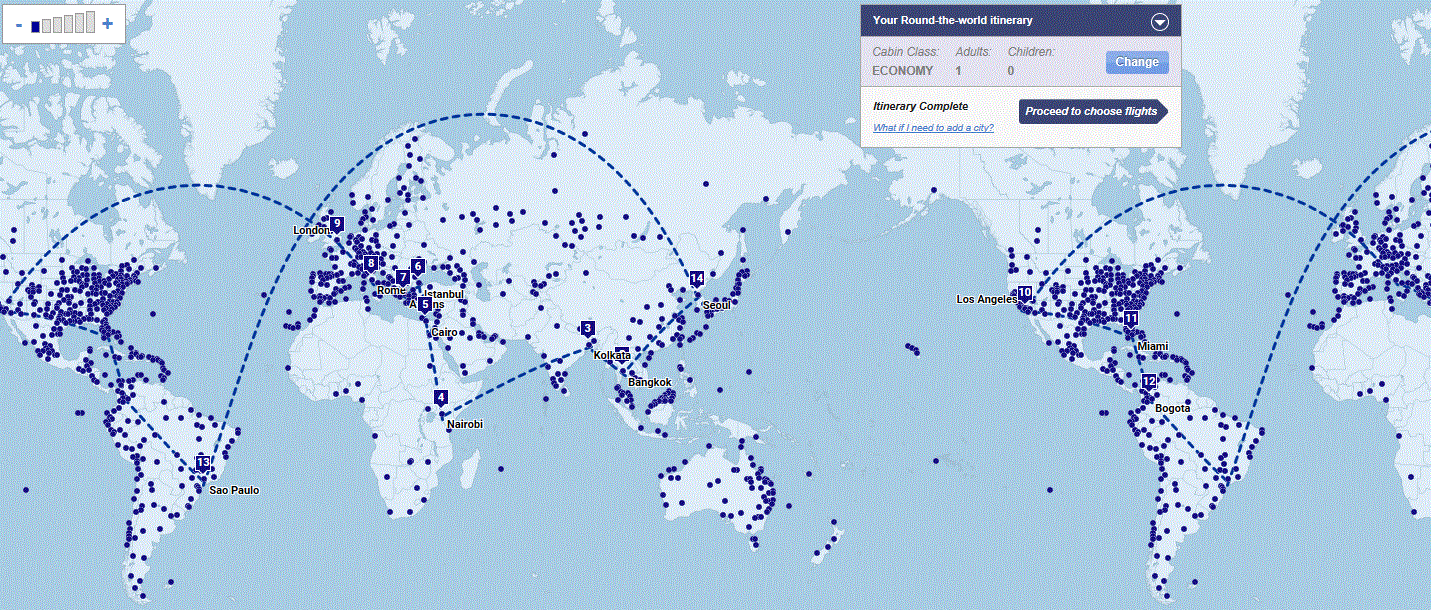 - +
Your Round-the-world itinerary
Cabin Class: Adults: Children:
ECONOMY 1 0
Change
Itinerary Complete
Proceed to choose flights
What if I need to add a city?
9
London
8
6
7
Rome
Istanbul
5
Cairo
14
Seoul
3
Kolkata
Bangkok
4
Nairobi
13
Sao Paulo
10
Los Angeles
11
Miami
12
Bogota